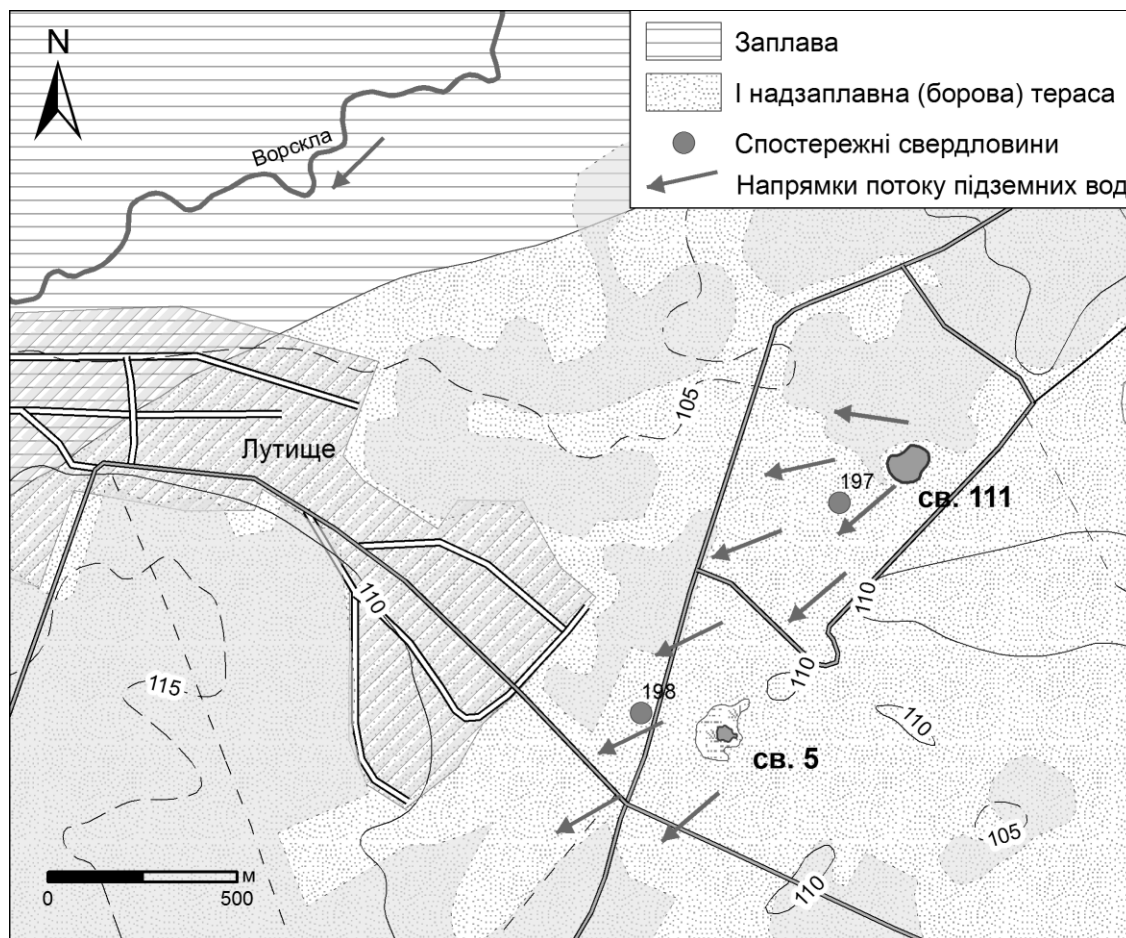 N
Заплава
I надзаплавна (борова) тераса
Спостережні свердловини
Напрямки потоку підземних вод
Ворскла
105
197
св. 111
Лутище
110
110
115
198
110
110
св. 5
105
110
0
500
м